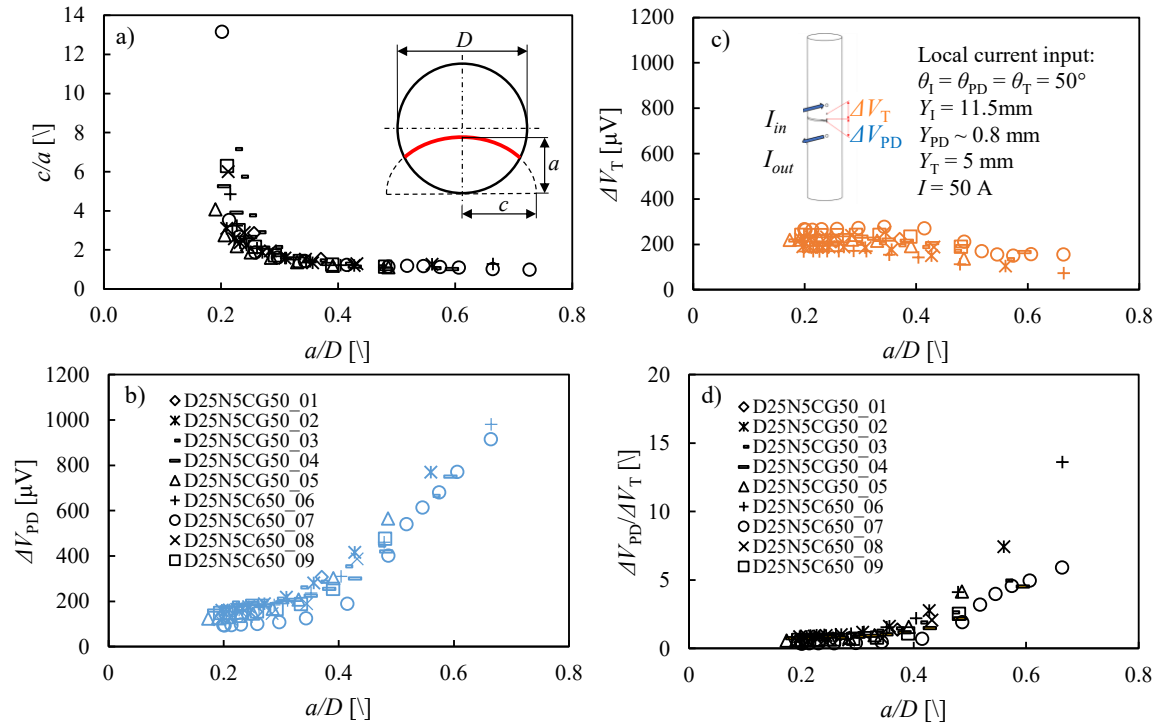 a)
c/a [\]
14
12
10
8
6
4
2
0
0.0
0.2
0.4
0.6
0.8
a/D [\]
D
a
c
c)
ΔV_T [µV]
1200
1000
800
600
400
200
0
0.0
0.2
0.4
0.6
0.8
a/D [\]
I_in
I_out
ΔV_T
ΔV_PD
Local current input:
θ_I = θ_PD = θ_T = 50°
Y_I = 11.5mm
Y_PD ~ 0.8 mm
Y_T = 5 mm
I = 50 A
b)
ΔV_PD [µV]
1200
1000
800
600
400
200
0
0.0
0.2
0.4
0.6
0.8
a/D [\]
D25N5CG50_01
D25N5CG50_02
D25N5CG50_03
D25N5CG50_04
D25N5CG50_05
D25N5C650_06
D25N5C650_07
D25N5C650_08
D25N5C650_09
d)
ΔV_PD/ΔV_T [\]
20
15
10
5
0
0.0
0.2
0.4
0.6
0.8
a/D [\]
D25N5CG50_01
D25N5CG50_02
D25N5CG50_03
D25N5CG50_04
D25N5CG50_05
D25N5C650_06
D25N5C650_07
D25N5C650_08
D25N5C650_09